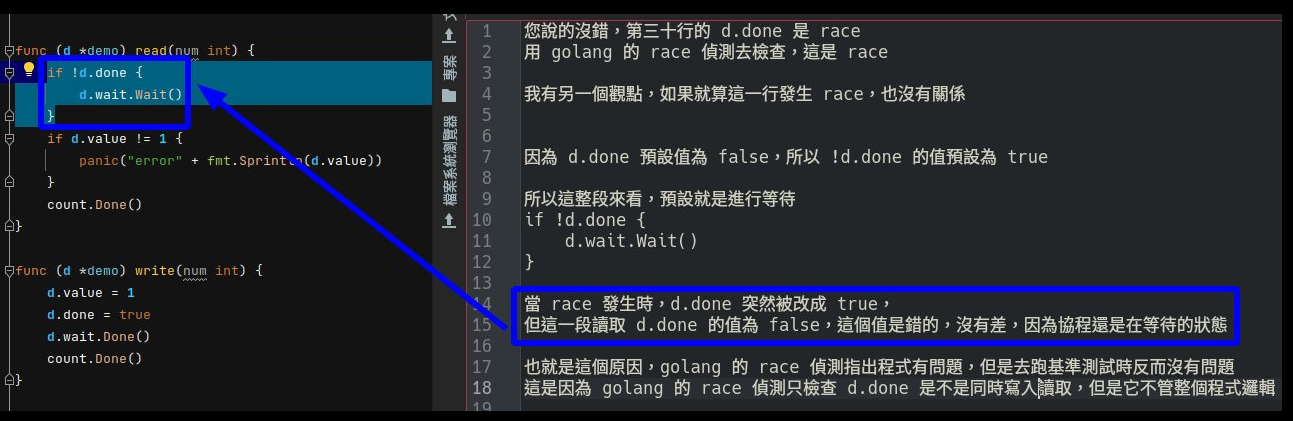 func (d *demo) read(num int) {
if !d.done {
d.wait.Wait()
}
if d.value != 1 {
panic("error" + fmt.Sprintln(d.value))
}
count.Done()
}
func (d *demo) write(num int) {
d.value = 1
d.done = true
d.wait.Done()
count.Done()
}
專案
檔案系統瀏覽器
1 您說的沒錯，第三十行的 d.done 是 race
2 用 golang 的 race 偵測去檢查，這是 race
3
4 我有另一個觀點，如果就算這一行發生 race，也沒有關係
5
6
7 因為 d.done 預設值為 false，所以 !d.done 的值預設為 true
8
9 所以這整段來看，預設就是進行等待
10 if !d.done {
11 d.wait.Wait()
12 }
13
14 當 race 發生時，d.done 突然被改成 true，
15 但這一段讀取 d.done 的值為 false，這個值是錯的，沒有差，因為協程還是在等待的狀態
16
17 也就是這個原因，golang 的 race 偵測指出程式有問題，但是去跑基準測試時反而沒有問題
18 這是因為 golang 的 race 偵測只檢查 d.done 是不是同時寫入讀取，但是它不管整個程式邏輯
19